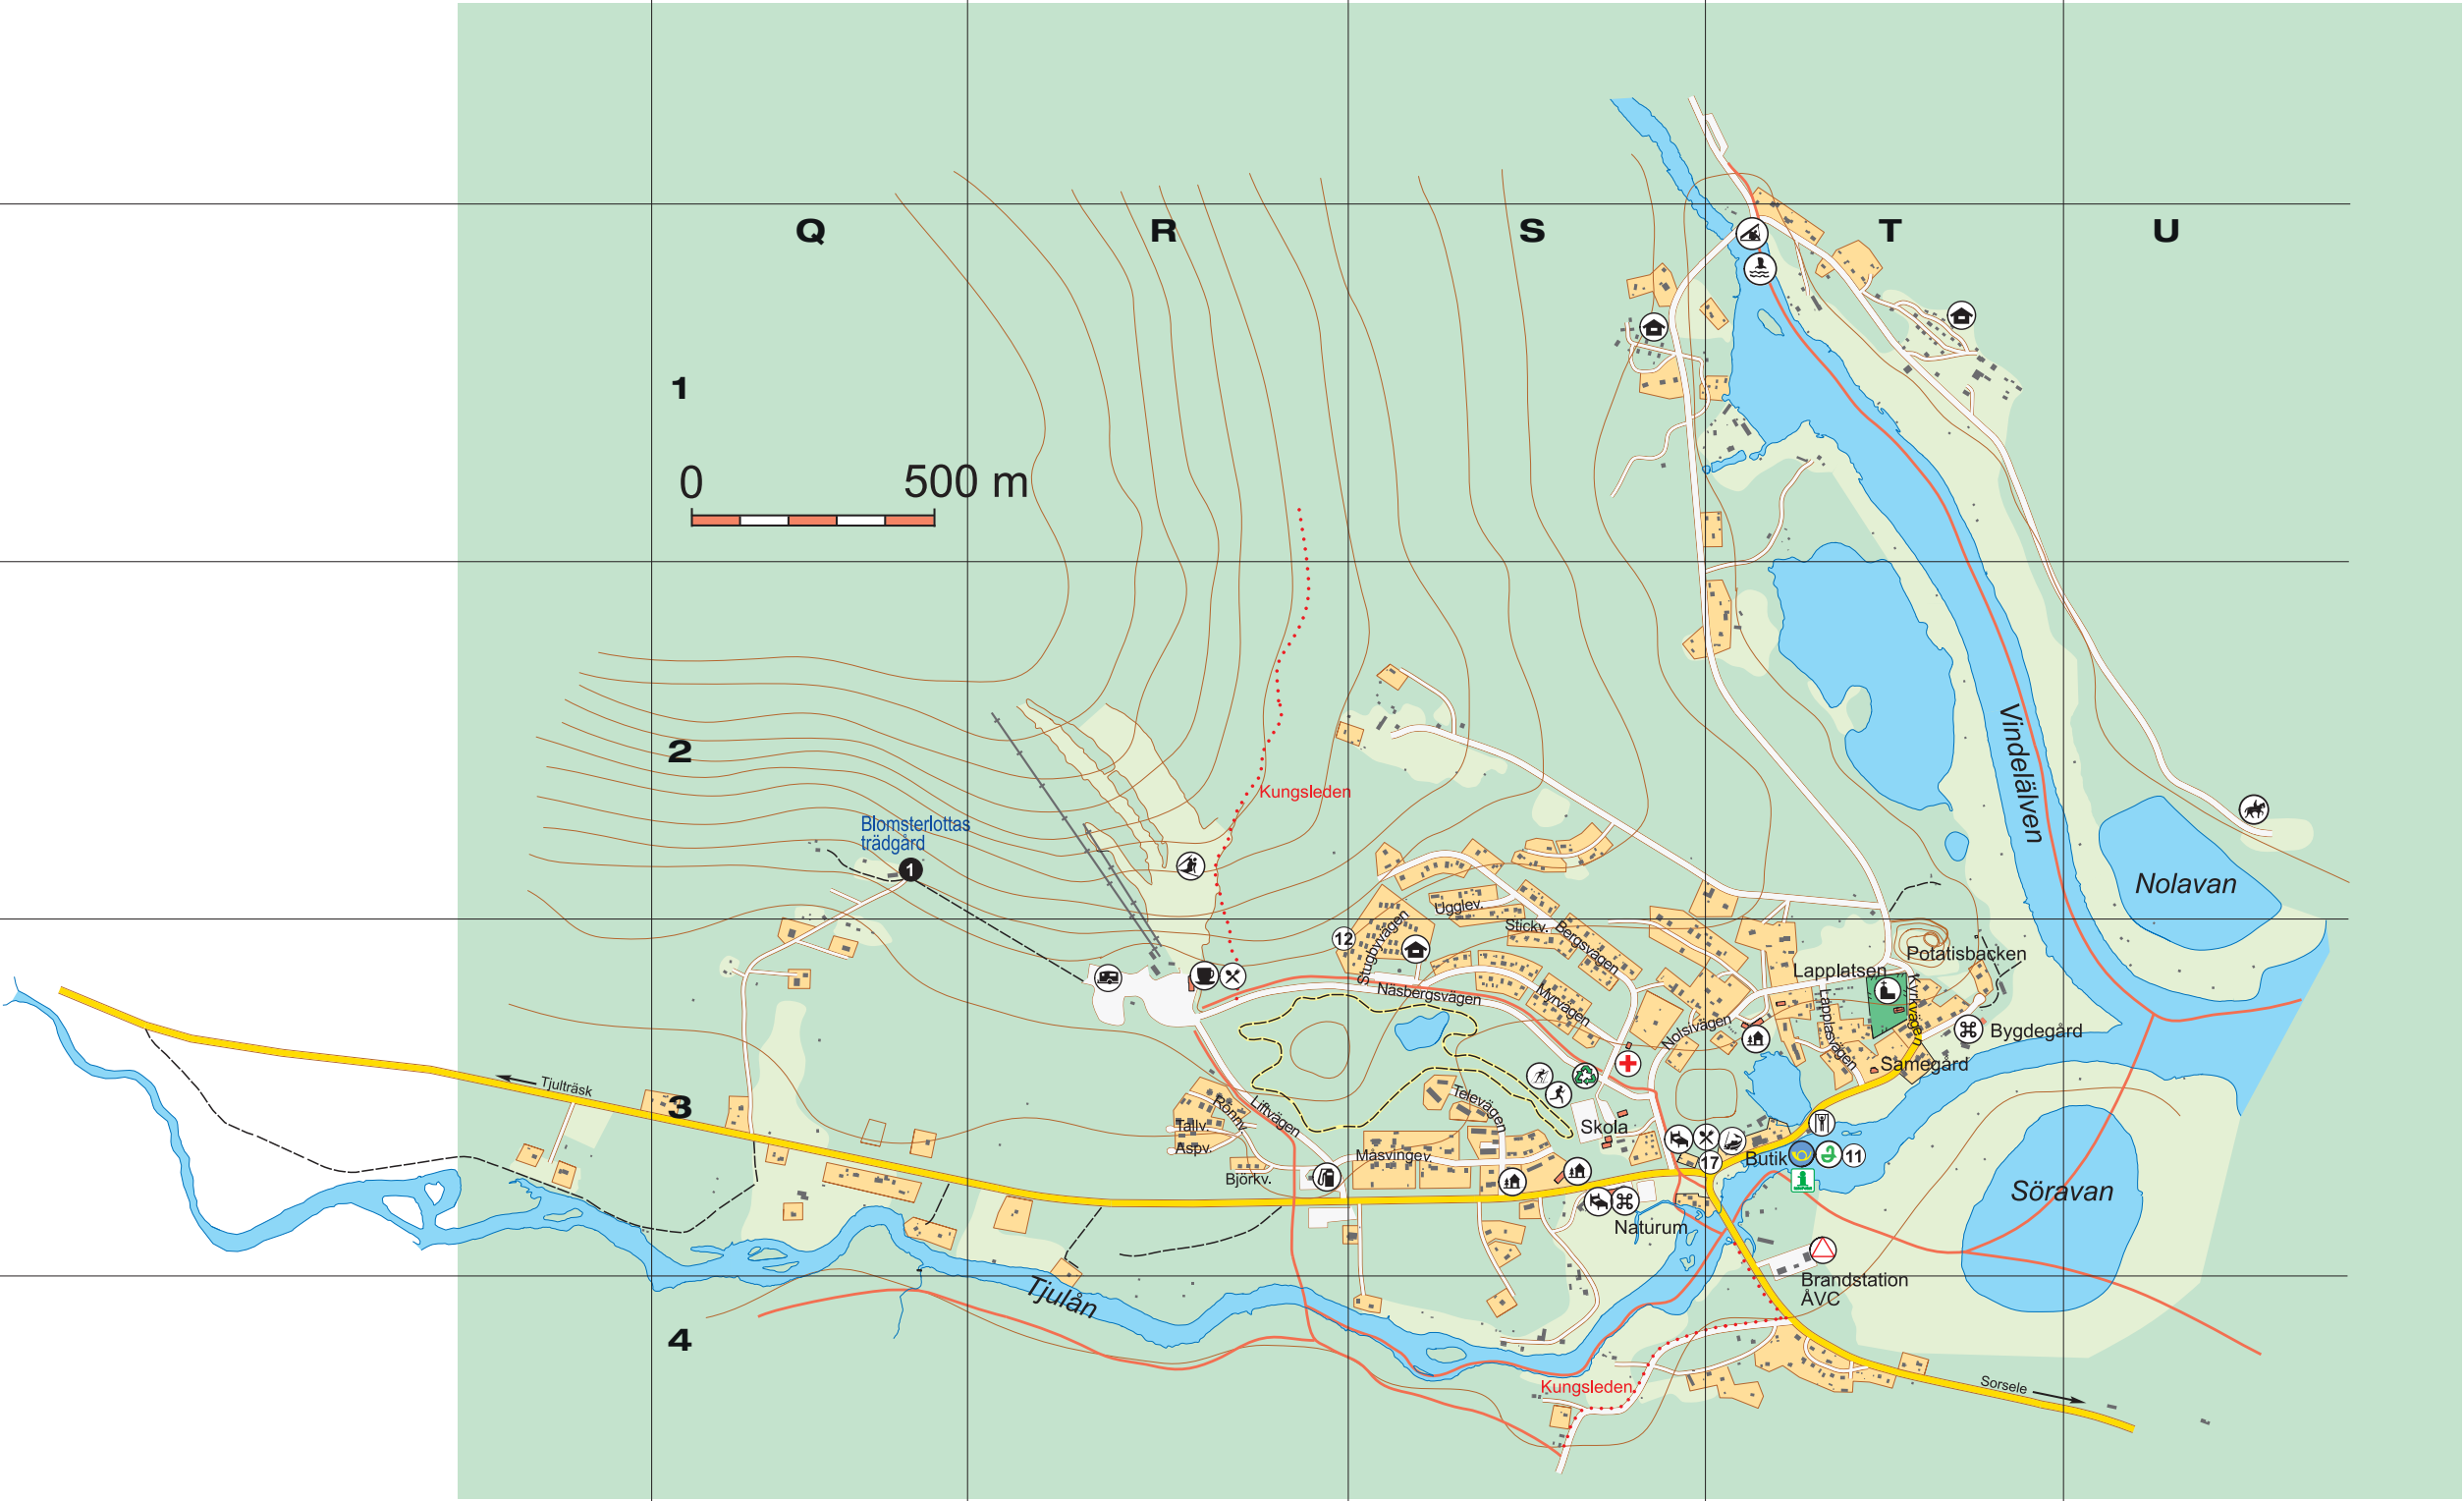 Q
R
S
T
U
1
0
500 m
2
Vindelälven
Kungsleden
Blomsterlottas
trädgård
1
Nolavan
Ugglev.
Stickv.
Bergsvägen
12
Stugbyvägen
Potatisbacken
Lapplatsen
Näsbergsvägen
Myrvägen
Kyrkvägen
Lapplasvägen
Nolsivägen
Bygdegård
Samegård
Tjulträsk
3
Rönnv.
Liftvägen
Televägen
Tallv.
Skola
Aspv.
Måsvingev.
Butik
11
17
Björkv.
Söravan
Naturum
Brandstation
ÅVC
Tjulån
4
Kungsleden
Sorsele